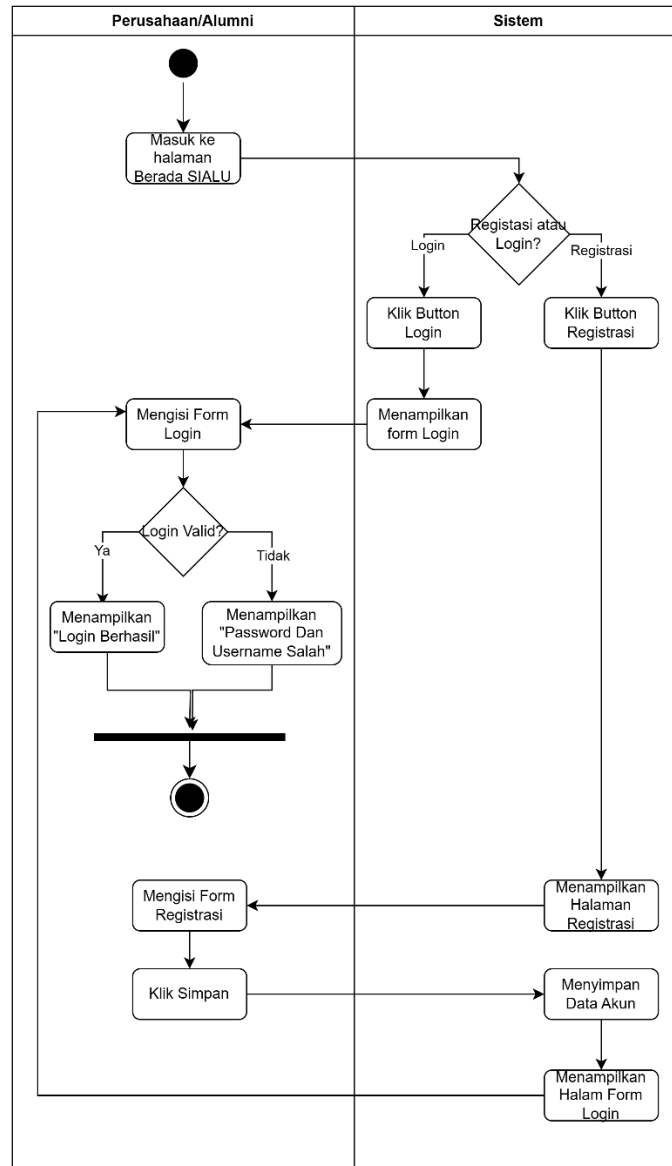 Perusahaan/Alumni
Sistem
Masuk ke
halaman
Berada SIALU
Registasi atau
Login?
Login
Registrasi
Klik Button
Login
Klik Button
Registrasi
Mengisi Form
Login
Menampilkan
form Login
Login Valid?
Ya
Tidak
Menampilkan
"Login Berhasil"
Menampilkan
"Password Dan
Username Salah"
Mengisi Form
Registrasi
Menampilkan
Halaman
Registrasi
Klik Simpan
Menyimpan
Data Akun
Menampilkan
Halam Form
Login